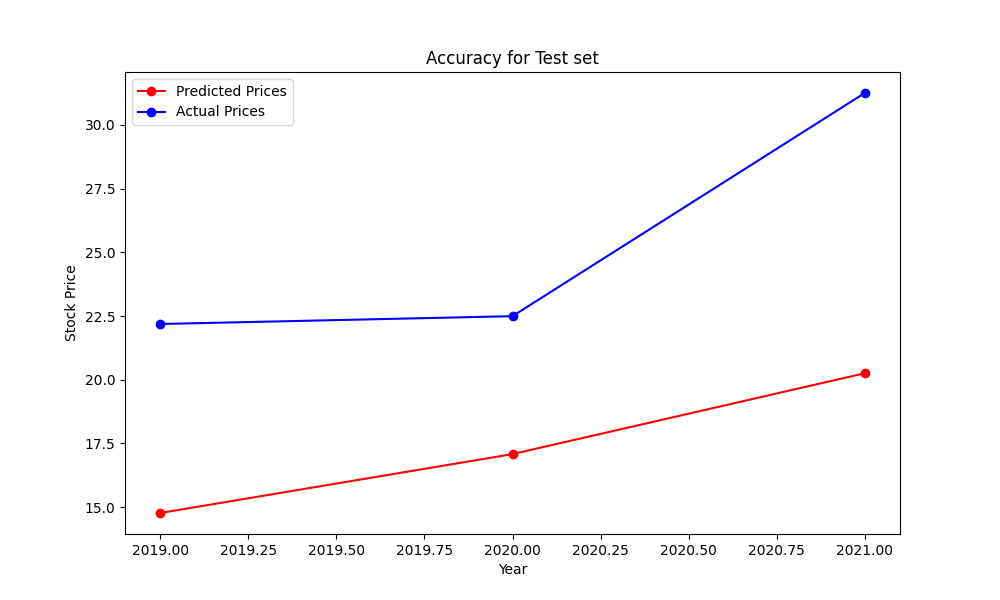 Accuracy for Test set
Predicted Prices
Actual Prices
30.0
27.5
25.0
22.5
20.0
17.5
15.0
Stock Price
2019.00 2019.25 2019.50 2019.75 2020.00 2020.25 2020.50 2020.75 2021.00
Year